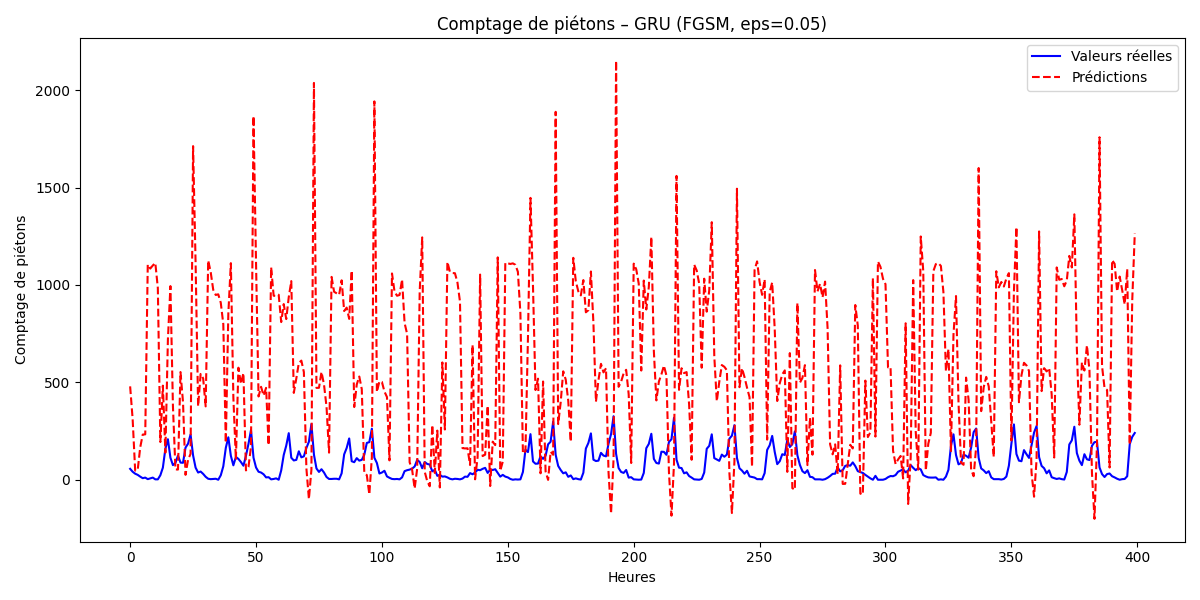 Comptage de piétons – GRU (FGSM, eps=0.05)
Valeurs réelles
Prédictions
Comptage de piétons
2000
1500
1000
500
0
0 50 100 150 200 250 300 350 400
Heures